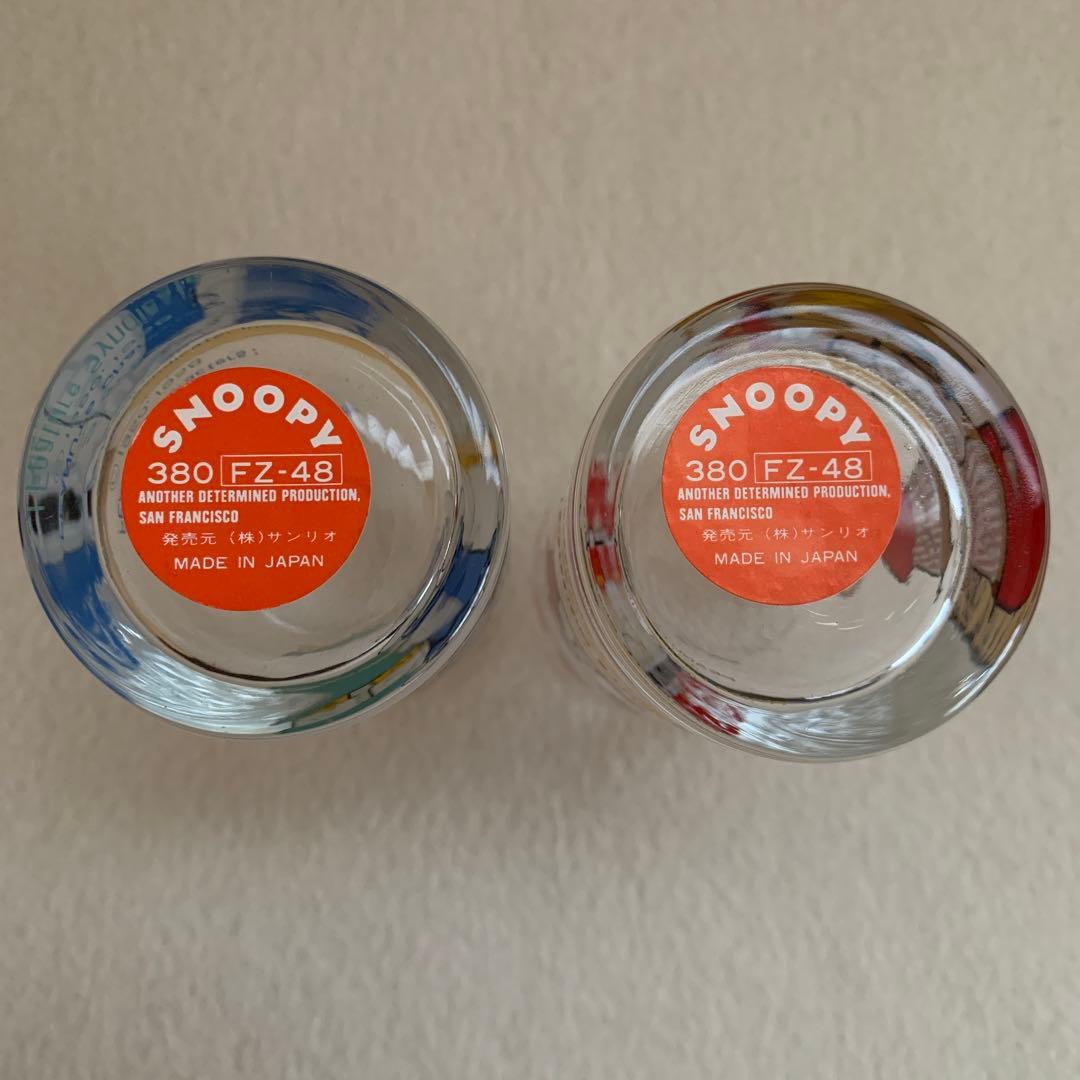 SNOOPY
380 FZ-48
ANOTHER DETERMINED PRODUCTION,
SAN FRANCISCO
発売元 (株)サンリオ
MADE IN JAPAN
SNOOPY
380 FZ-48
ANOTHER DETERMINED PRODUCTION,
SAN FRANCISCO
発売元 (株)サンリオ
MADE IN JAPAN